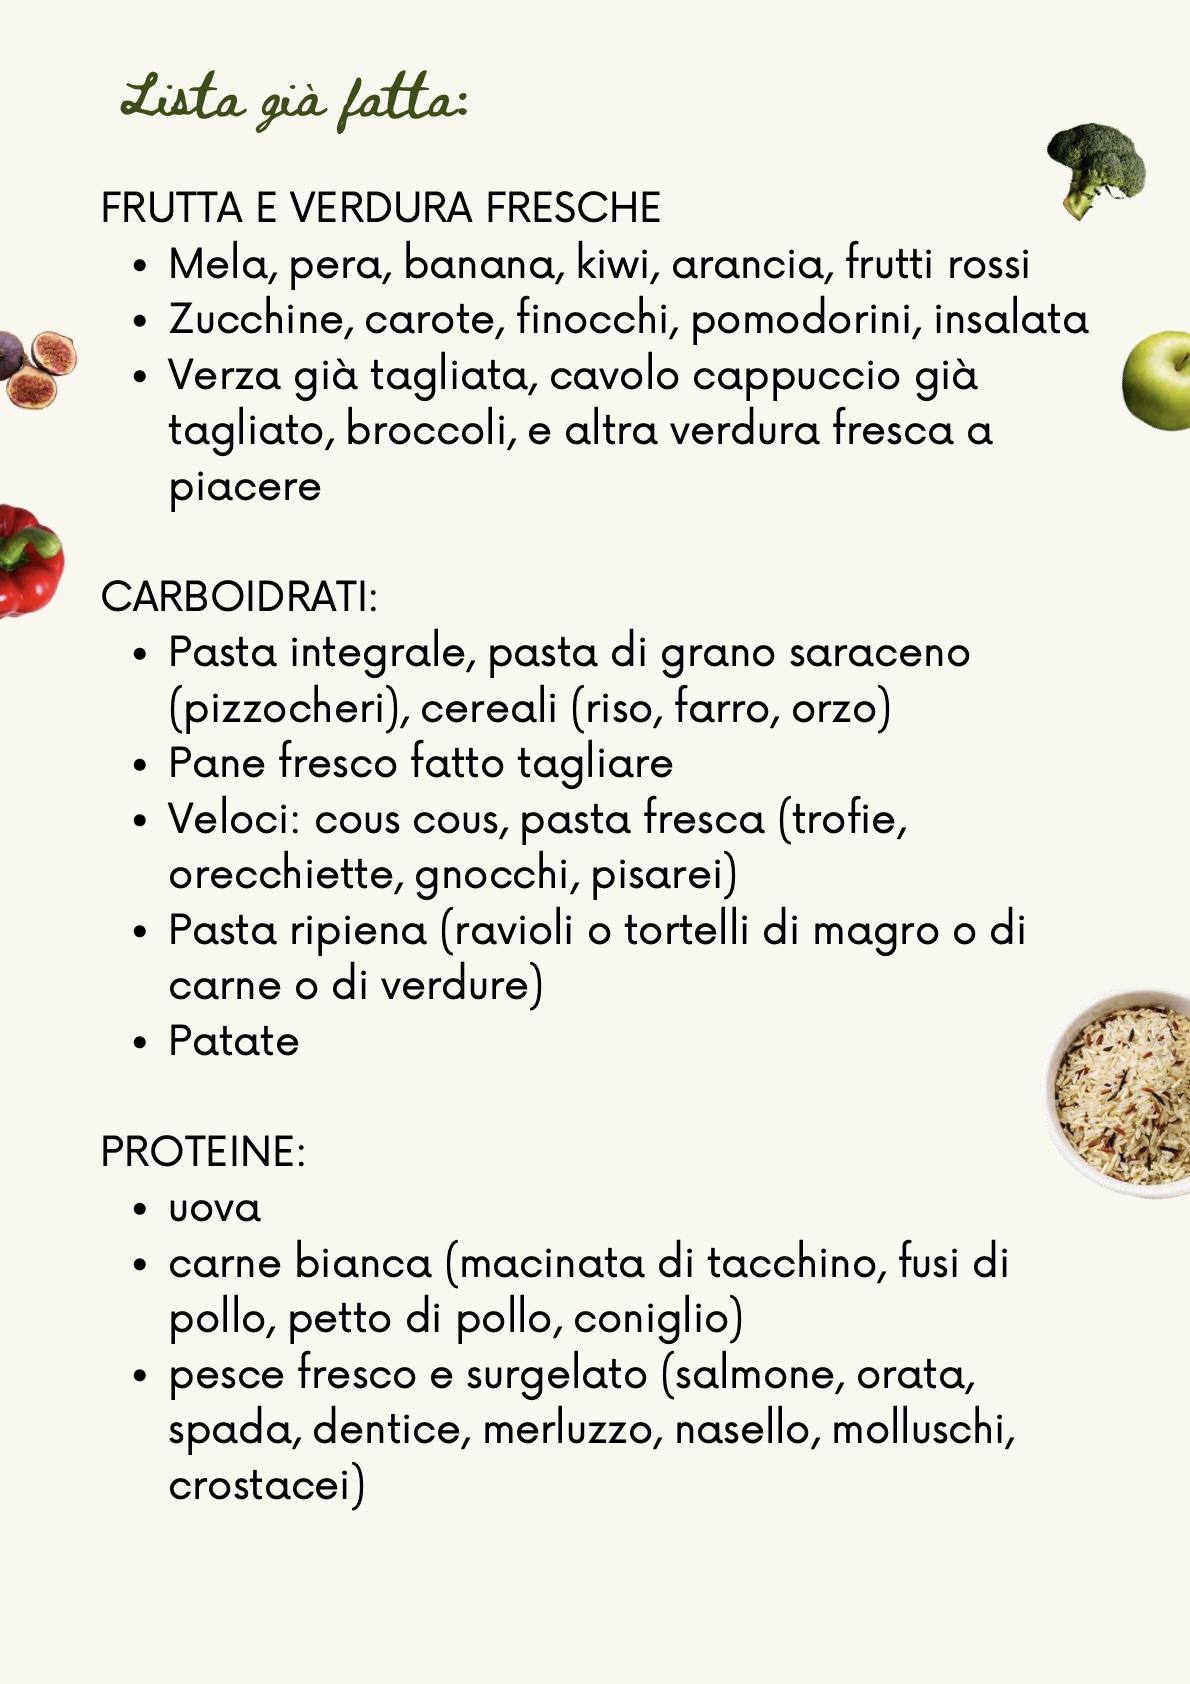 Lista già fatta:
FRUTTA E VERDURA FRESCHE
• Mela, pera, banana, kiwi, arancia, frutti rossi
• Zucchine, carote, finocchi, pomodorini, insalata
• Verza già tagliata, cavolo cappuccio già
tagliato, broccoli, e altra verdura fresca a
piacere
CARBOIDRATI:
• Pasta integrale, pasta di grano saraceno
(pizzocheri), cereali (riso, farro, orzo)
• Pane fresco fatto tagliare
• Veloci: cous cous, pasta fresca (trofie,
orecchiette, gnocchi, pisarei)
• Pasta ripiena (ravioli o tortelli di magro o di
carne o di verdure)
• Patate
PROTEINE:
• uova
• carne bianca (macinata di tacchino, fusi di
pollo, petto di pollo, coniglio)
• pesce fresco e surgelato (salmone, orata,
spada, dentice, merluzzo, nasello, molluschi,
crostacei)